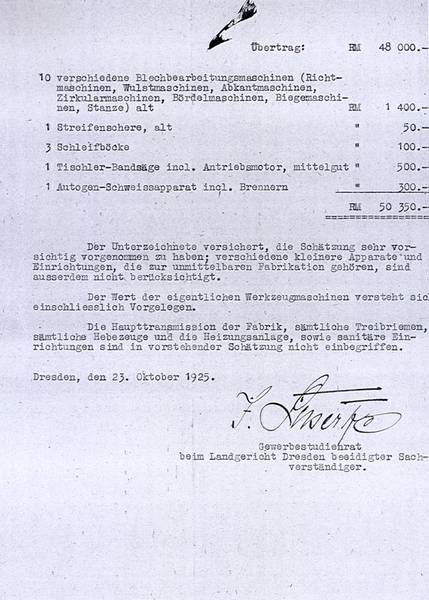 Übertrag: RM 48 000.-
10 verschiedene Blechbearbeitungsmaschinen (Richt-
maschinen, Wulstmaschinen, Abkantmaschinen,
Zirkularmaschinen, Bördelmaschinen, Biegemaschi-
nen, Stanze) alt RM 1 400.-
1 Streifenschere, alt " 50.-
3 Schleifböcke " 100.-
1 Tischler-Bandsäge incl. Antriebsmotor, mittelgut " 500.-
1 Autogen-Schweissapparat incl. Brennern " 300.-
RM 50 350.-
Der Unterzeichnete versichert, die Schätzung sehr vor-
sichtig vorgenommen zu haben; verschiedene kleinere Apparate und
Einrichtungen, die zur unmittelbaren Fabrikation gehören, sind
ausserdem nicht berücksichtigt.
Der Wert der eigentlichen Werkzeugmaschinen versteht sic
einschliesslich Vorgelegen.
Die Haupttransmission der Fabrik, sämtliche Treibriemen,
sämtliche Hebezeuge und die Heizungsanlage, sowie sanitäre Ein-
richtungen sind in vorstehender Schätzung nicht einbegriffen.
Dresden, den 23. Oktober 1925.
Gewerbestudienrat
beim Landgericht Dresden beeidigter Sach-
verständiger.